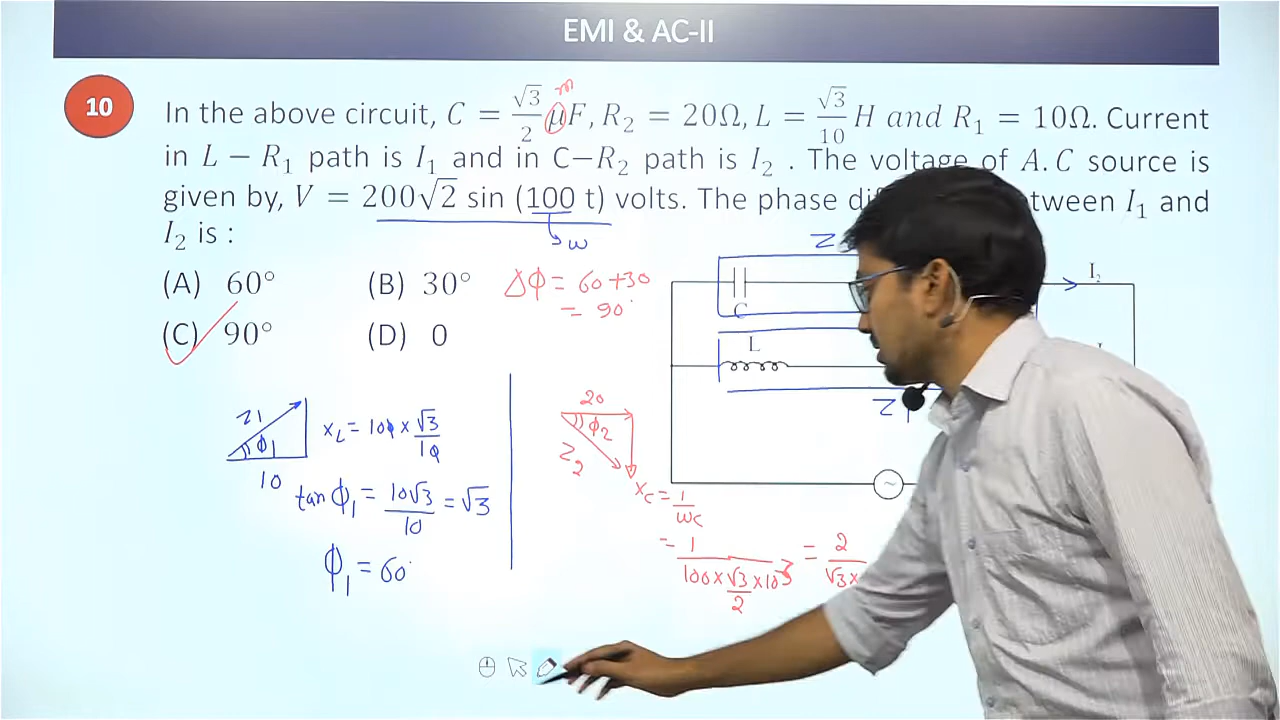 EMI & AC-II
10
In the above circuit, C = √3/2 μF, R₂ = 20Ω, L = √3/10 H and R₁ = 10Ω. Current
m
in L − R₁ path is I₁ and in C−R₂ path is I₂ . The voltage of A.C source is
given by, V = 200√2 sin (100 t) volts. The phase di tween I₁ and
I₂ is :
ω
(A) 60° (B) 30°
(C) 90° (D) 0
Δϕ = 60+30
= 90°
Z
C
I₂
L
Z1
~
Z1
ϕ₁
10
X_L = 100 × √3/10
tan ϕ₁ = 10√3/10 = √3
ϕ₁ = 60°
20
ϕ₂
Z₂
X_C = 1/ωC
= 1/100×√3/2×10⁻³ = 2/√3×